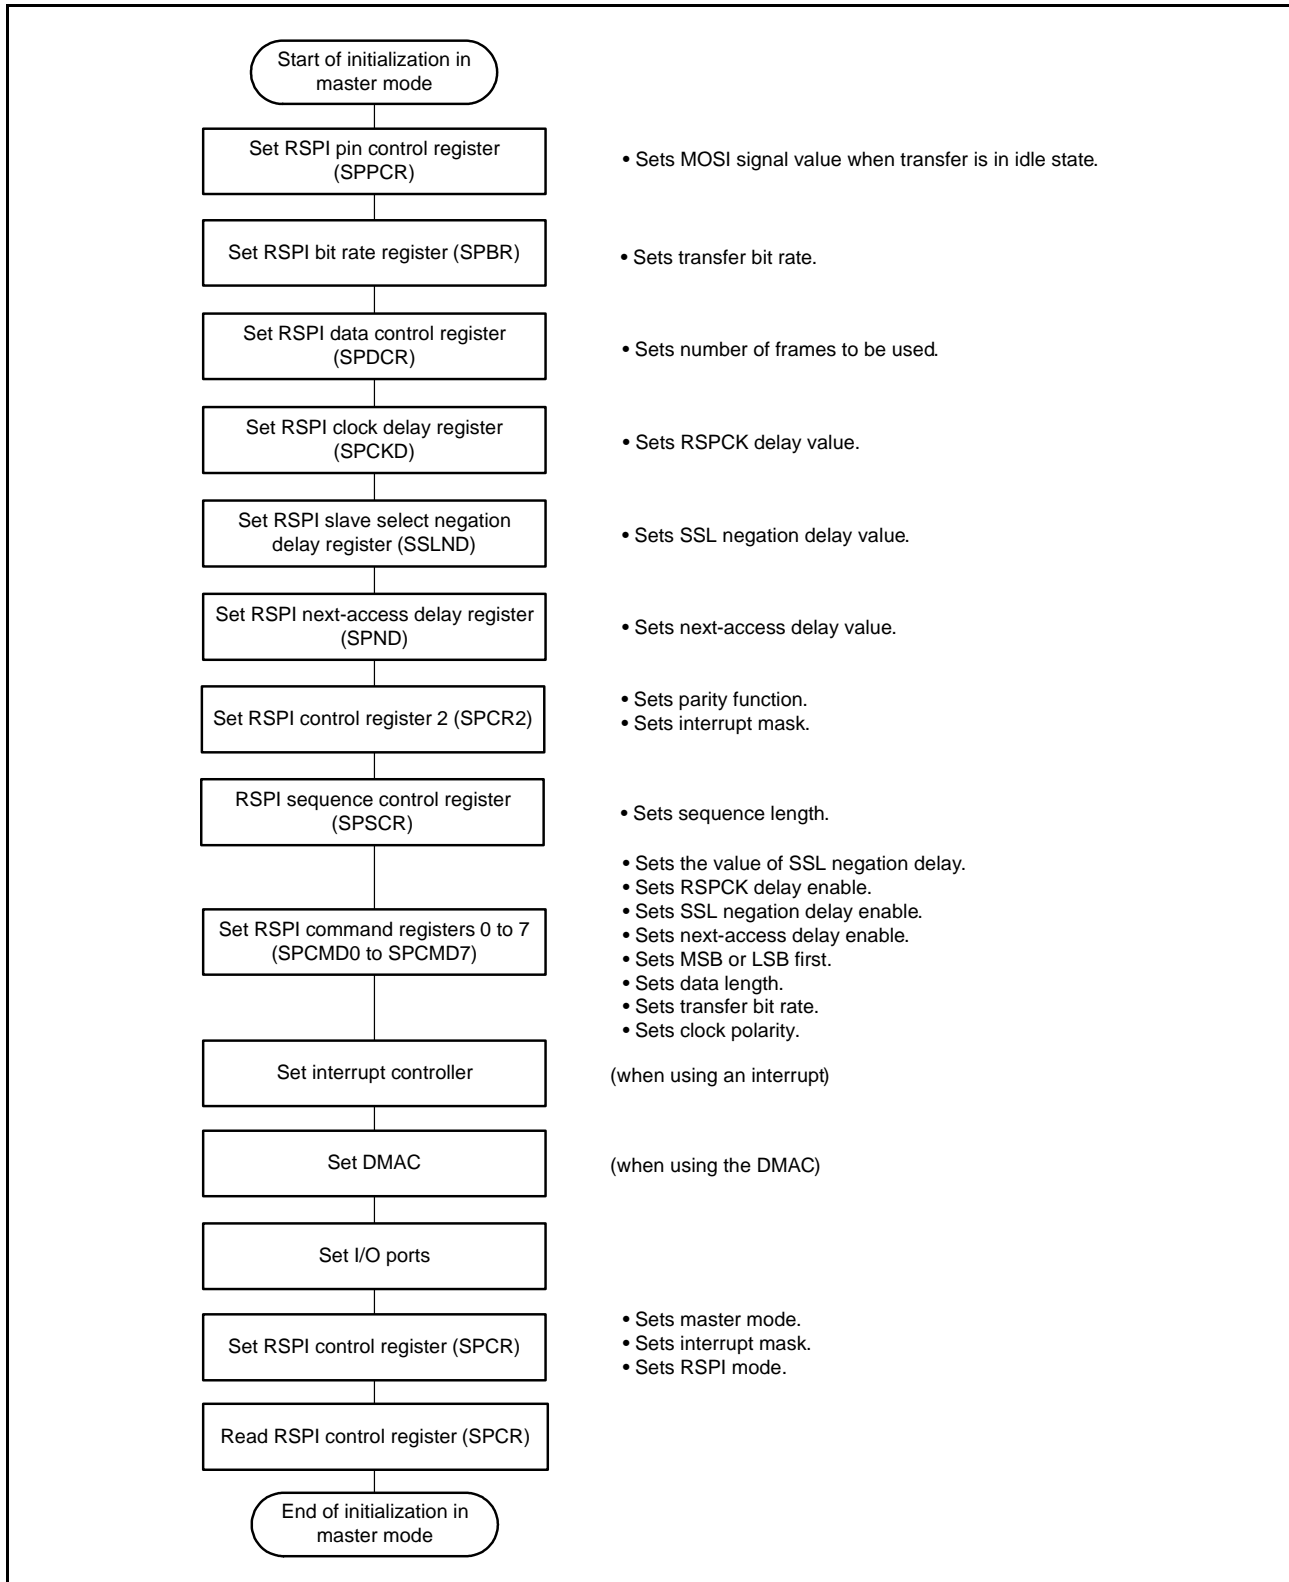 Start of initialization in
master mode
Set RSPI pin control register
(SPPCR)
• Sets MOSI signal value when transfer is in idle state.
Set RSPI bit rate register (SPBR)
• Sets transfer bit rate.
Set RSPI data control register
(SPDCR)
• Sets number of frames to be used.
Set RSPI clock delay register
(SPCKD)
• Sets RSPCK delay value.
Set RSPI slave select negation
delay register (SSLND)
• Sets SSL negation delay value.
Set RSPI next-access delay register
(SPND)
• Sets next-access delay value.
Set RSPI control register 2 (SPCR2)
• Sets parity function.
• Sets interrupt mask.
RSPI sequence control register
(SPSCR)
• Sets sequence length.
Set RSPI command registers 0 to 7
(SPCMD0 to SPCMD7)
• Sets the value of SSL negation delay.
• Sets RSPCK delay enable.
• Sets SSL negation delay enable.
• Sets next-access delay enable.
• Sets MSB or LSB first.
• Sets data length.
• Sets transfer bit rate.
• Sets clock polarity.
Set interrupt controller
(when using an interrupt)
Set DMAC
(when using the DMAC)
Set I/O ports
Set RSPI control register (SPCR)
• Sets master mode.
• Sets interrupt mask.
• Sets RSPI mode.
Read RSPI control register (SPCR)
End of initialization in
master mode